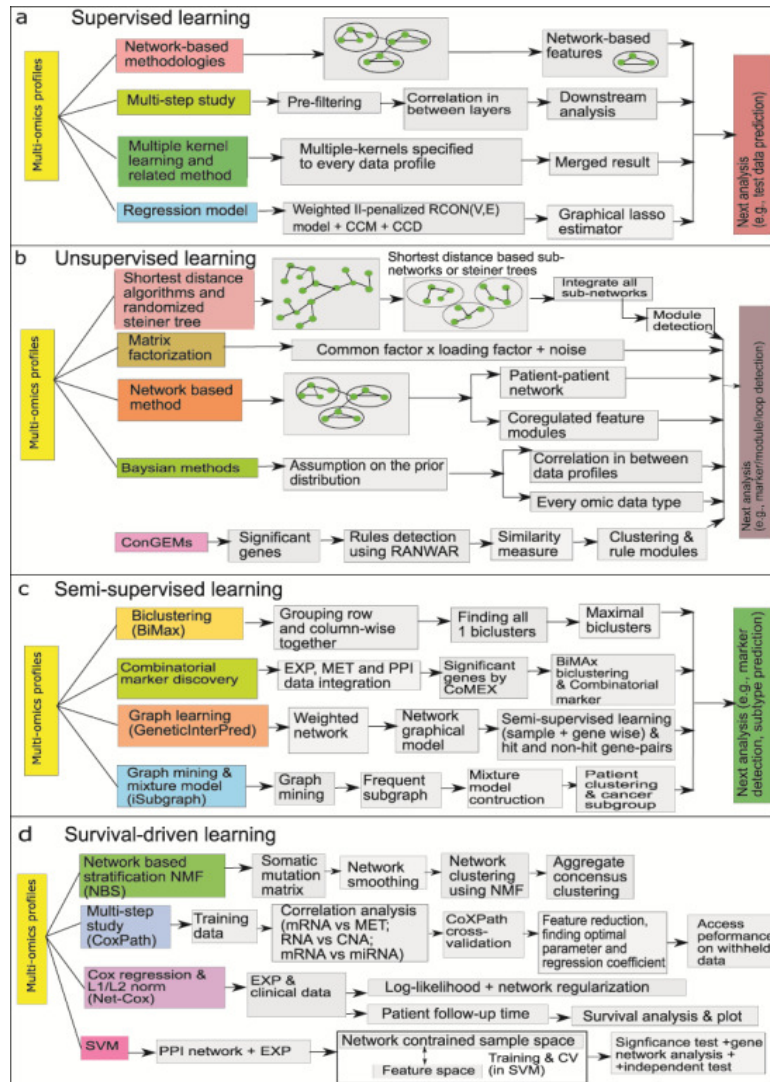 a Supervised learning
Multi-omics profiles
Network-based
methodologies
Network-based
features
Multi-step study
Pre-filtering
Correlation in
between layers
Downstream
analysis
Multiple kernel
learning and
related method
Multiple-kernels specified
to every data profile
Merged result
Regression model
Weighted II-penalized RCON(V,E)
model + CCM + CCD
Graphical lasso
estimator
Next analysis
(e.g., test data prediction)
b Unsupervised learning
Multi-omics profiles
Shortest distance
algorithms and
randomized
steiner tree
Shortest distance based sub-
networks or steiner trees
Integrate all
sub-networks
Module
detection
Matrix
factorization
Common factor x loading factor + noise
Network based
method
Patient-patient
network
Coregulated feature
modules
Baysian methods
Assumption on the prior
distribution
Correlation in between
data profiles
Every omic data type
ConGEMs
Significant
genes
Rules detection
using RANWAR
Similarity
measure
Clustering &
rule modules
Next analysis
(e.g., marker/module/loop detection)
c Semi-supervised learning
Multi-omics profiles
Biclustering
(BiMax)
Grouping row
and column-wise
together
Finding all
1 biclusters
Maximal
biclusters
Combinatorial
marker discovery
EXP, MET and PPI
data integration
Significant
genes by
CoMEX
BiMAx
biclustering
& Combinatorial
marker
Graph learning
(GeneticInterPred)
Weighted
network
Network
graphical
model
Semi-supervised learning
(sample + gene wise) &
hit and non-hit gene-pairs
Graph mining &
mixture model
(iSubgraph)
Graph
mining
Frequent
subgraph
Mixture
model
contruction
Patient
clustering
& cancer
subgroup
Next analysis (e.g., marker
detection, subtype prediction)
d Survival-driven learning
Multi-omics profiles
Network based
stratification NMF
(NBS)
Somatic
mutation
matrix
Network
smoothing
Network
clustering
using NMF
Aggregate
concensus
clustering
Multi-step
study
(CoxPath)
Training
data
Correlation analysis
(mRNA vs MET;
RNA vs CNA;
mRNA vs miRNA)
CoXPath
cross-
validation
Feature reduction,
finding optimal
parameter and
regression coefficient
Access
peformance
on withheld
data
Cox regression &
L1/L2 norm
(Net-Cox)
EXP &
clinical data
Log-likelihood + network regularization
Patient follow-up time
Survival analysis & plot
SVM
PPI network + EXP
Network contrained sample space
Feature space
Training & CV
(in SVM)
Signficance test +gene
network analysis +
+independent test